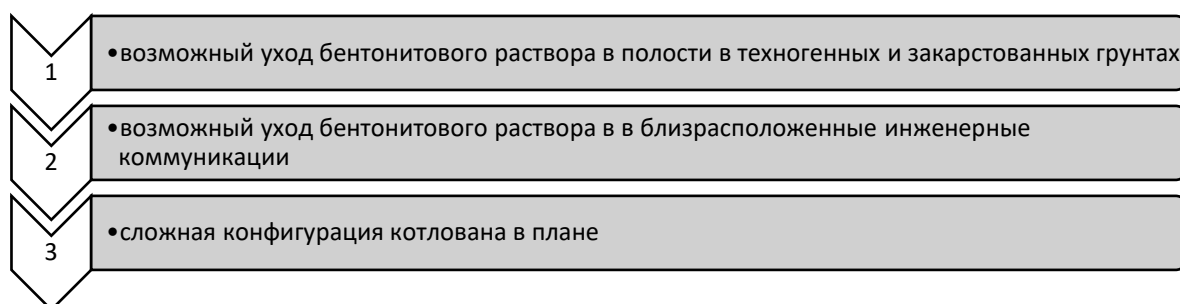 1
•возможный уход бентонитового раствора в полости в техногенных и закарстованных грунтах
2
•возможный уход бентонитового раствора в в близрасположенные инженерные
коммуникации
3
•сложная конфигурация котлована в плане